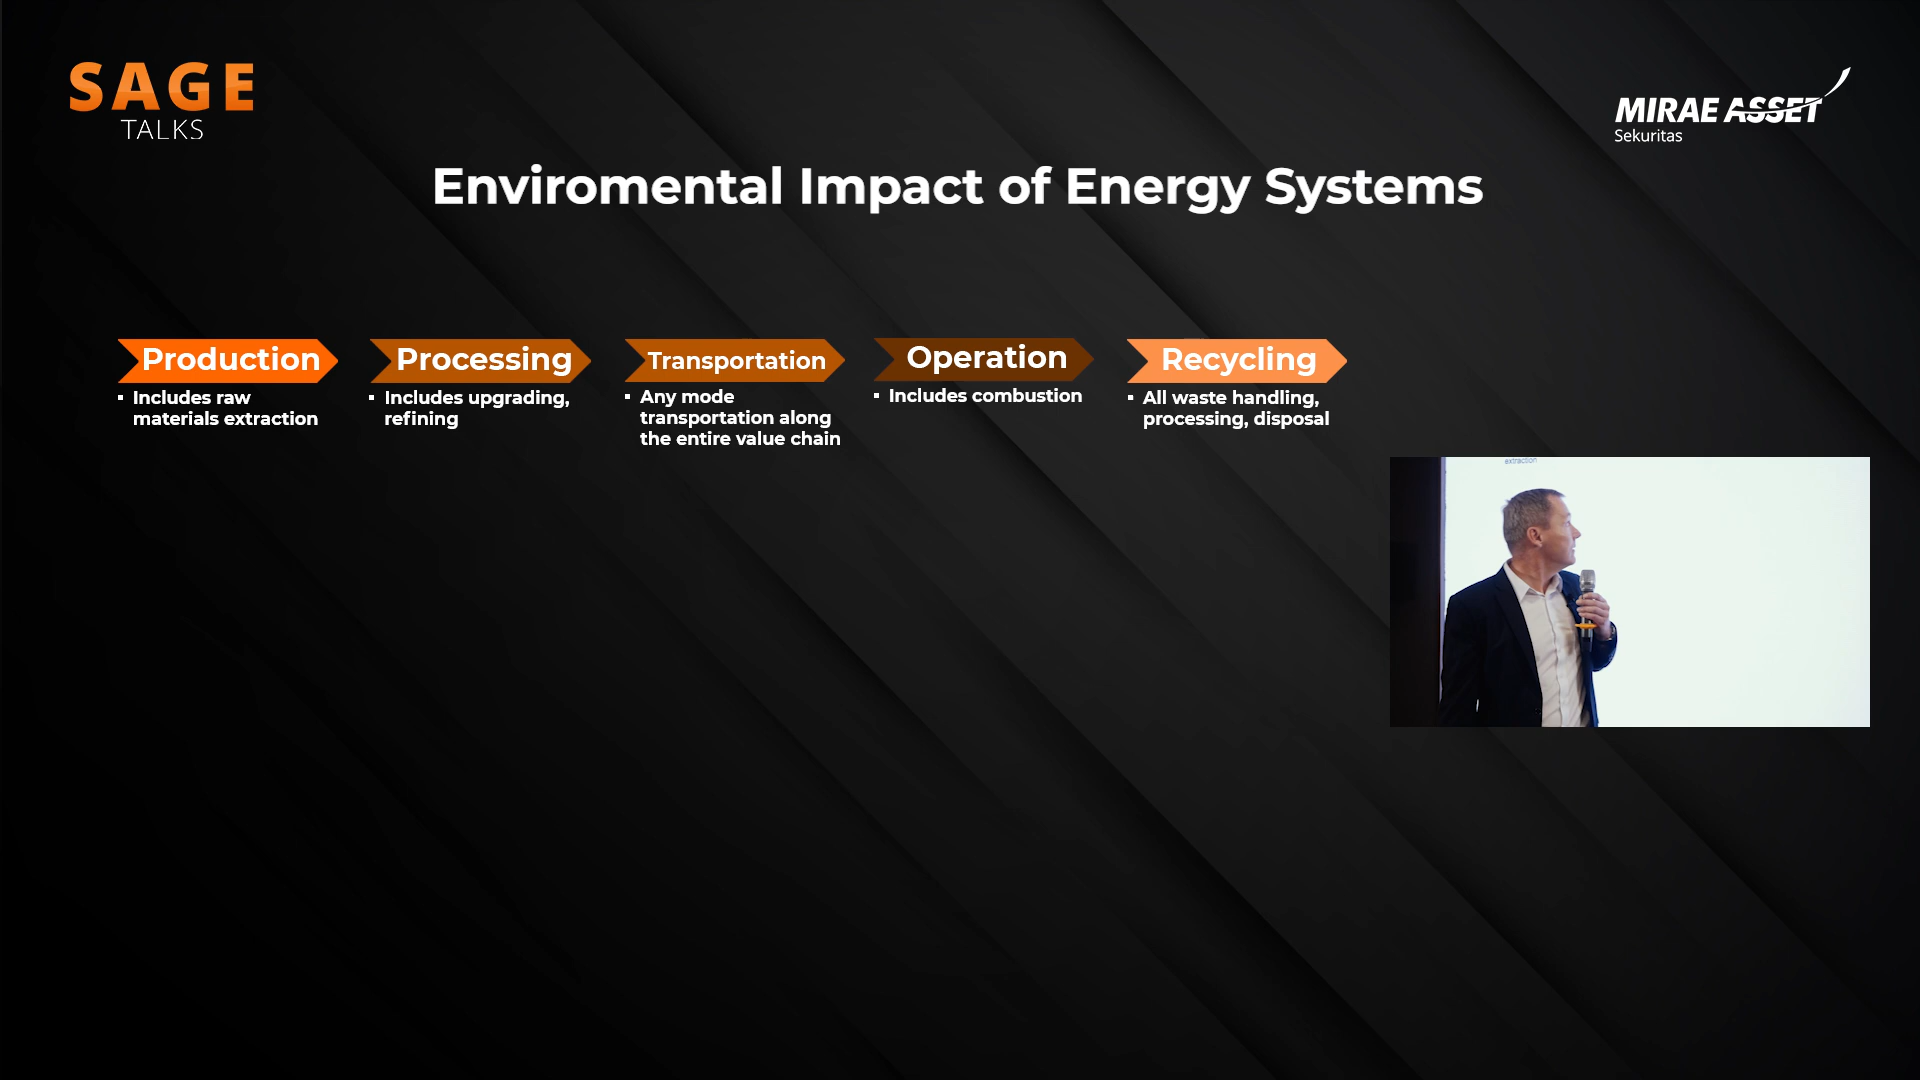 SAGE
TALKS
MIRAE ASSET
Sekuritas
Enviromental Impact of Energy Systems
Production
▪ Includes raw
materials extraction
Processing
▪ Includes upgrading,
refining
Transportation
▪ Any mode
transportation along
the entire value chain
Operation
▪ Includes combustion
Recycling
▪ All waste handling,
processing, disposal
extraction